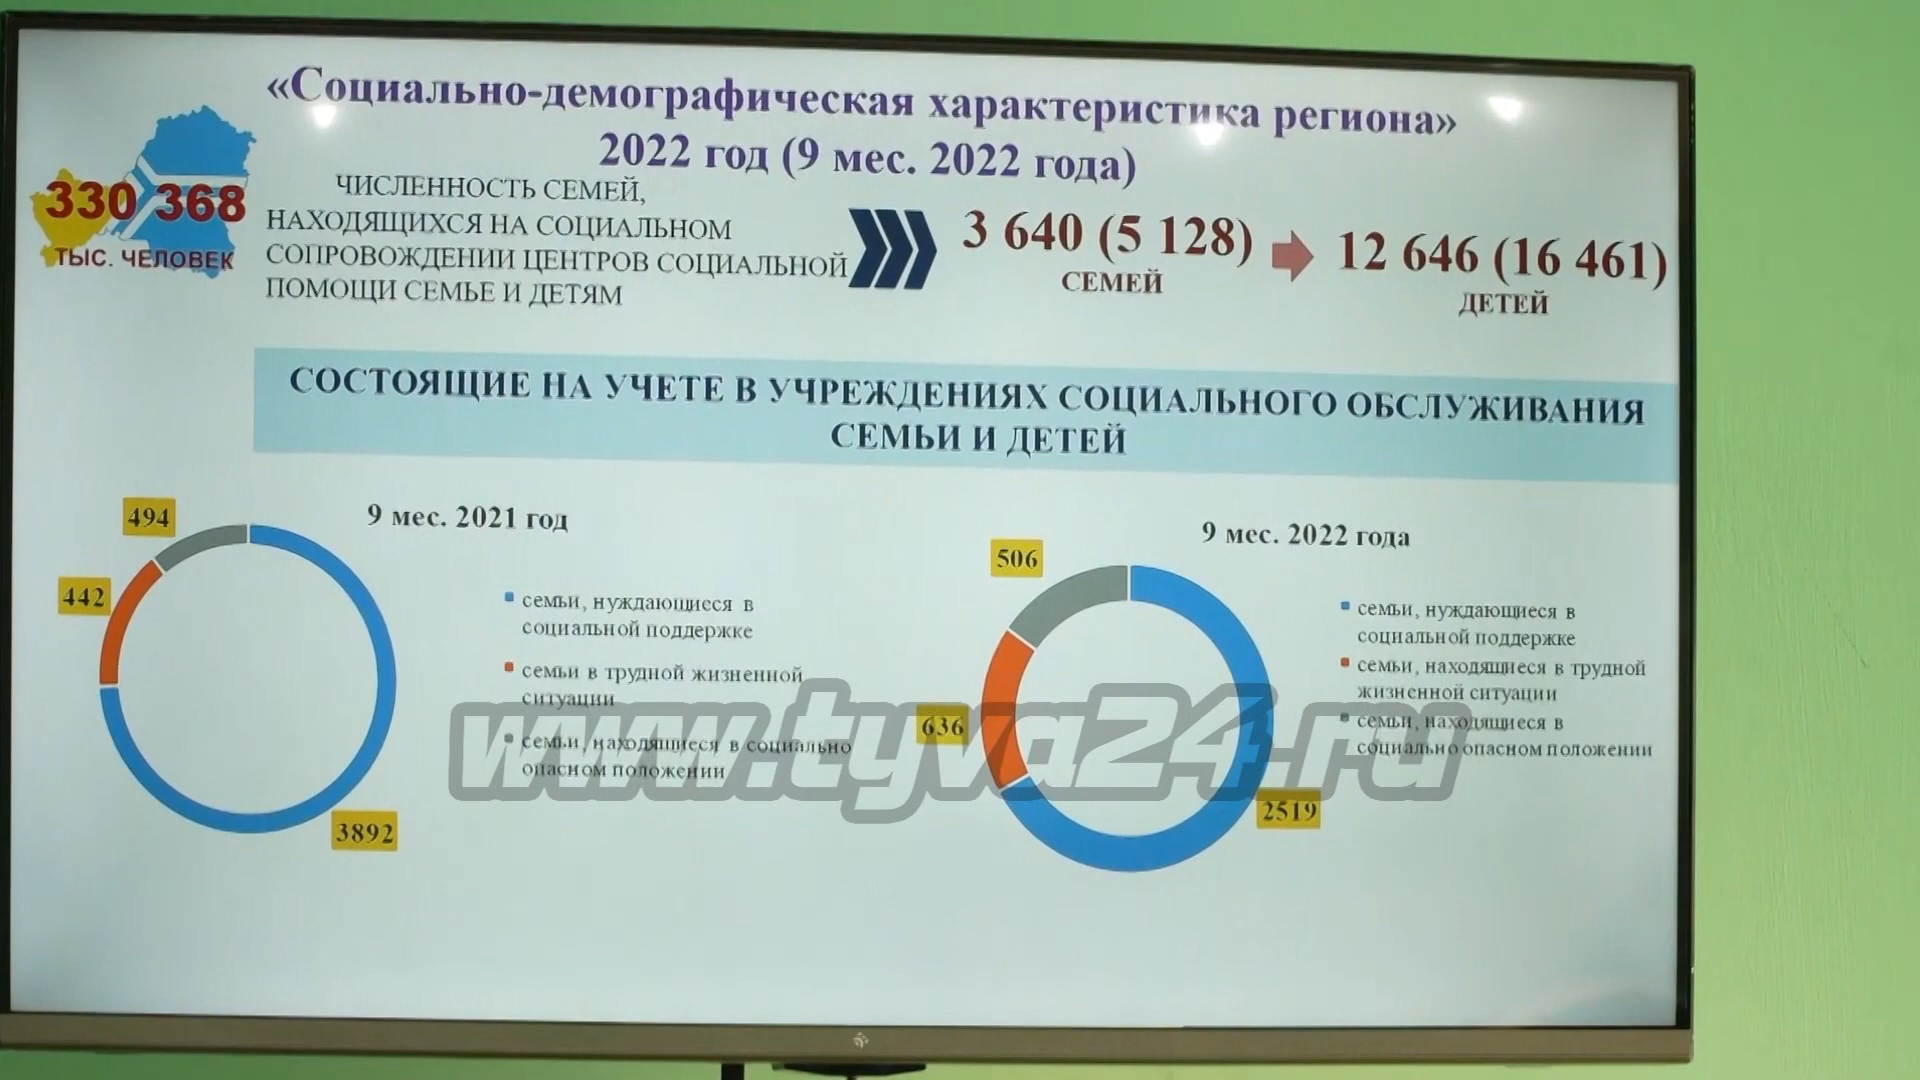 «Социально-демографическая характеристика региона»
2022 год (9 мес. 2022 года)
330 368
ТЫС. ЧЕЛОВЕК
ЧИСЛЕННОСТЬ СЕМЕЙ,
НАХОДЯЩИХСЯ НА СОЦИАЛЬНОМ
СОПРОВОЖДЕНИИ ЦЕНТРОВ СОЦИАЛЬНОЙ
ПОМОЩИ СЕМЬЕ И ДЕТЯМ
3 640 (5 128)
СЕМЕЙ
12 646 (16 461)
ДЕТЕЙ
СОСТОЯЩИЕ НА УЧЕТЕ В УЧРЕЖДЕНИЯХ СОЦИАЛЬНОГО ОБСЛУЖИВАНИЯ
СЕМЬИ И ДЕТЕЙ
9 мес. 2021 год
494
442
3892
семьи, нуждающиеся в
социальной поддержке
семьи в трудной жизненной
ситуации
семьи, находящиеся в социально
опасном положении
9 мес. 2022 года
506
636
2519
семьи, нуждающиеся в
социальной поддержке
семьи, находящиеся в трудной
жизненной ситуации
семьи, находящиеся в
социально опасном положении
www.tyva24.ru